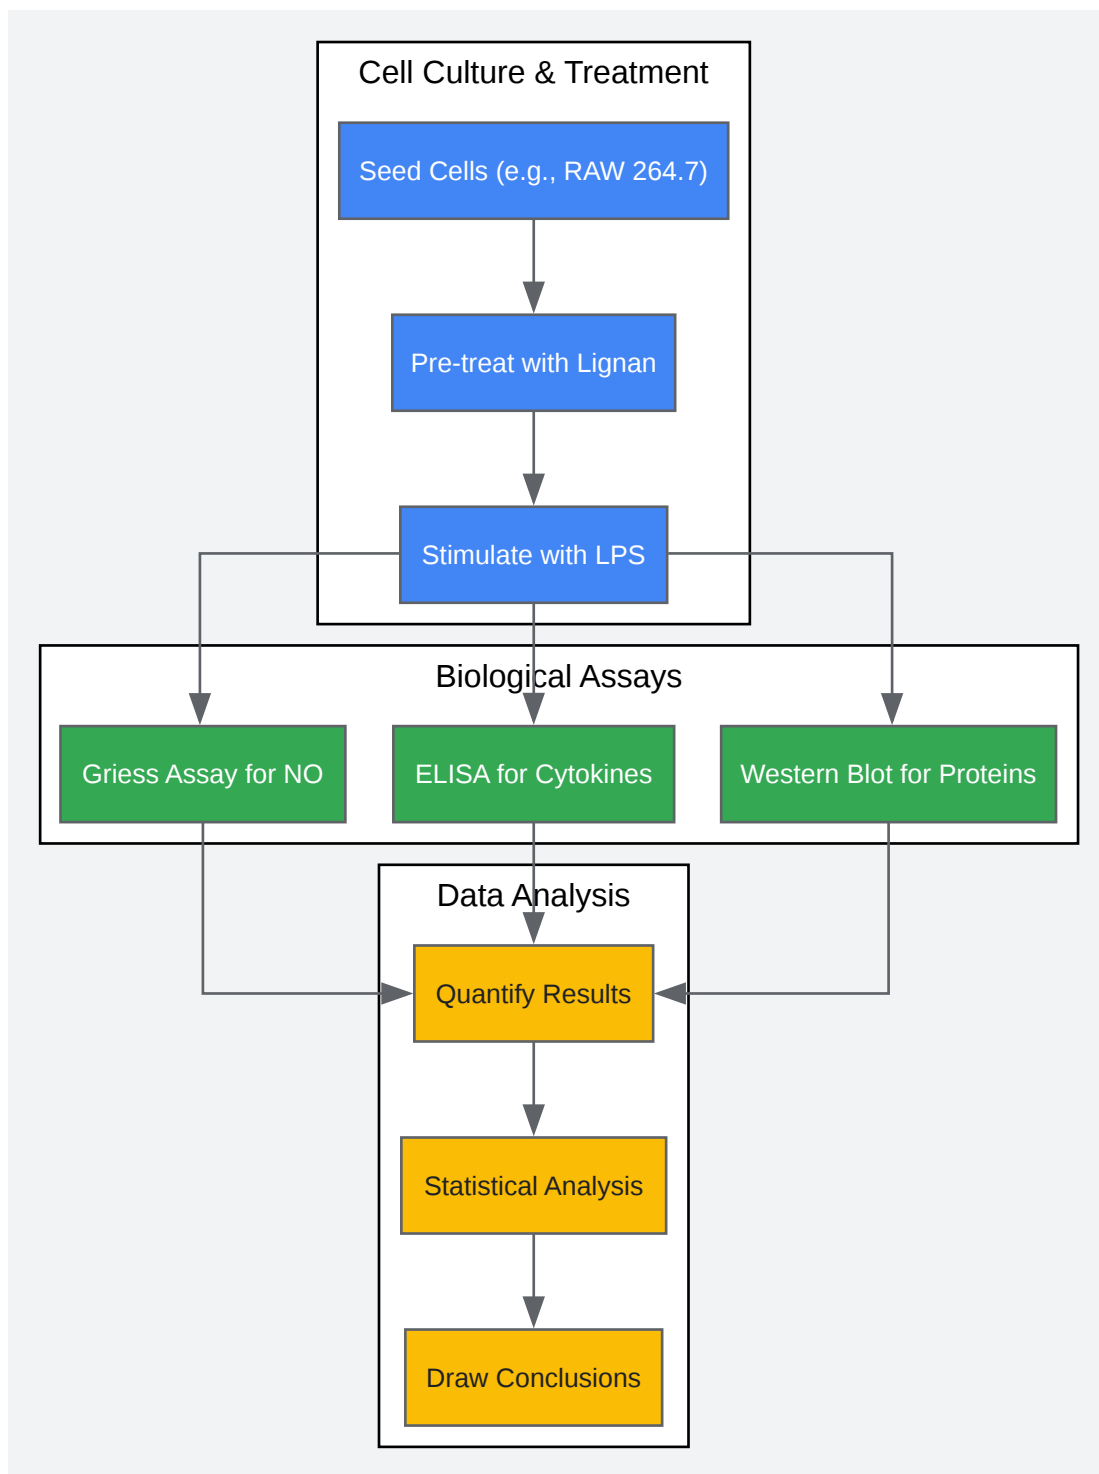 Cell Culture & Treatment
Seed Cells (e.g., RAW 264.7)
Pre-treat with Lignan
Stimulate with LPS
Biological Assays
Griess Assay for NO
ELISA for Cytokines
Western Blot for Proteins
Data Analysis
Quantify Results
Statistical Analysis
Draw Conclusions